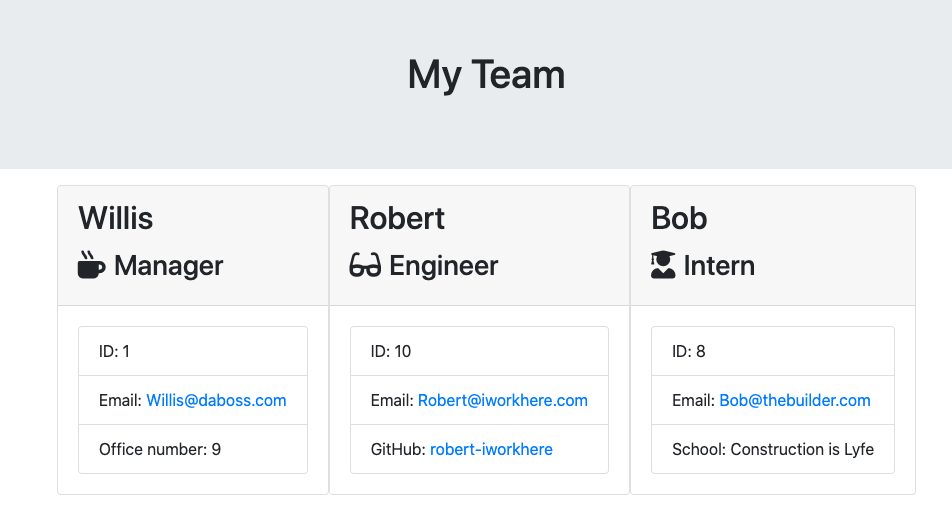 My Team
Willis
Manager
ID: 1
Email: Willis@daboss.com
Office number: 9
Robert
Engineer
ID: 10
Email: Robert@iworkhere.com
GitHub: robert-iworkhere
Bob
Intern
ID: 8
Email: Bob@thebuilder.com
School: Construction is Lyfe